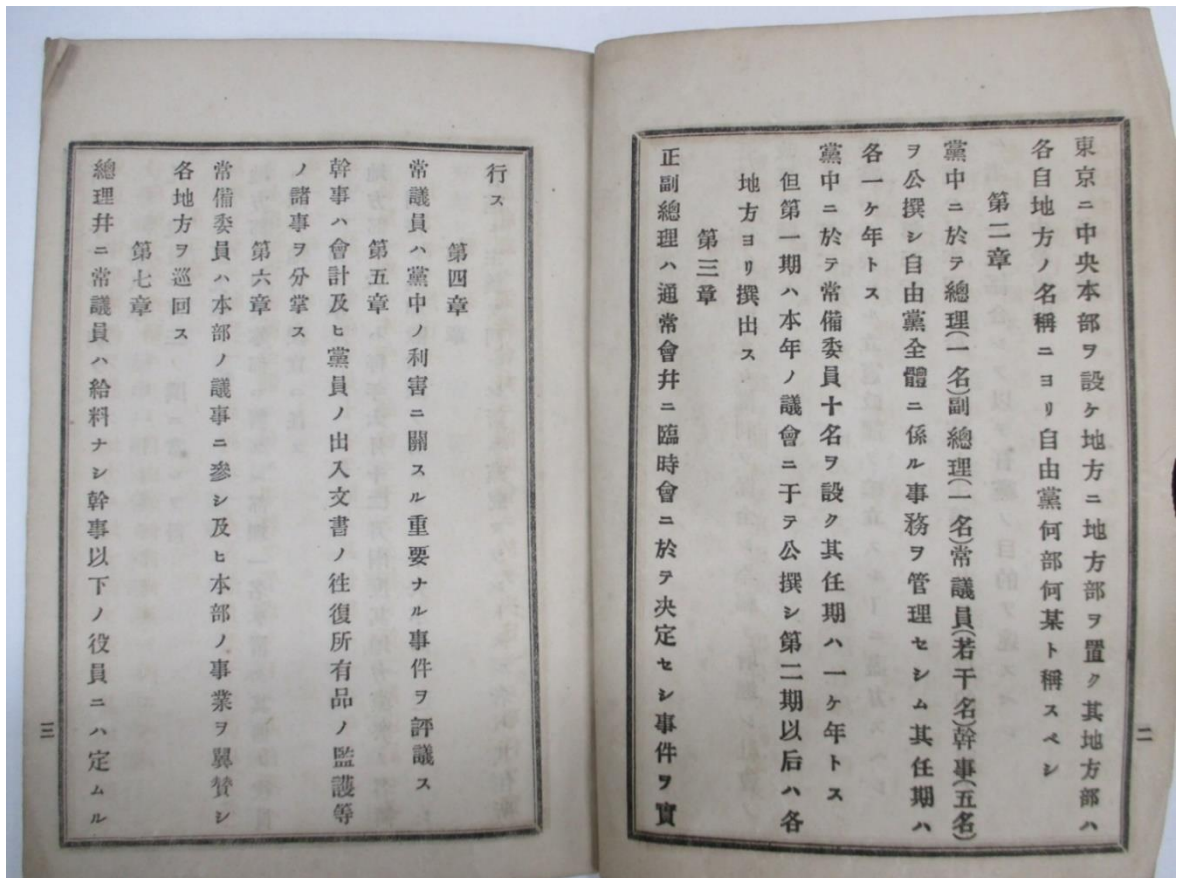 東京ニ中央本部ヲ設ケ地方ニ地方部ヲ置ク其地方部ハ
各自地方ノ名稱ニヨリ自由黨何部何某ト稱スベシ
第二章
黨中ニ於テ總理(一名)副總理(一名)常議員(若干名)幹事(五名)
ヲ公撰シ自由黨全體ニ係ル事務ヲ管理セシム其任期ハ
各一ケ年トス
黨中ニ於テ常備委員十名ヲ設ク其任期ハ一ケ年トス
但第一期ハ本年ノ議會ニ于テ公撰シ第二期以后ハ各
地方ヨリ撰出ス
第三章
正副總理ハ通常會幷ニ臨時會ニ於テ决定セシ事件ヲ實
二
行ス
第四章
常議員ハ黨中ノ利害ニ關スル重要ナル事件ヲ評議ス
第五章
幹事ハ會計及ヒ黨員ノ出入文書ノ徃復所有品ノ監護等
ノ諸事ヲ分掌ス
第六章
常備委員ハ本部ノ議事ニ參シ及ヒ本部ノ事業ヲ翼賛シ
各地方ヲ巡回ス
第七章
總理幷ニ常議員ハ給料ナシ幹事以下ノ役員ニハ定ムル
三